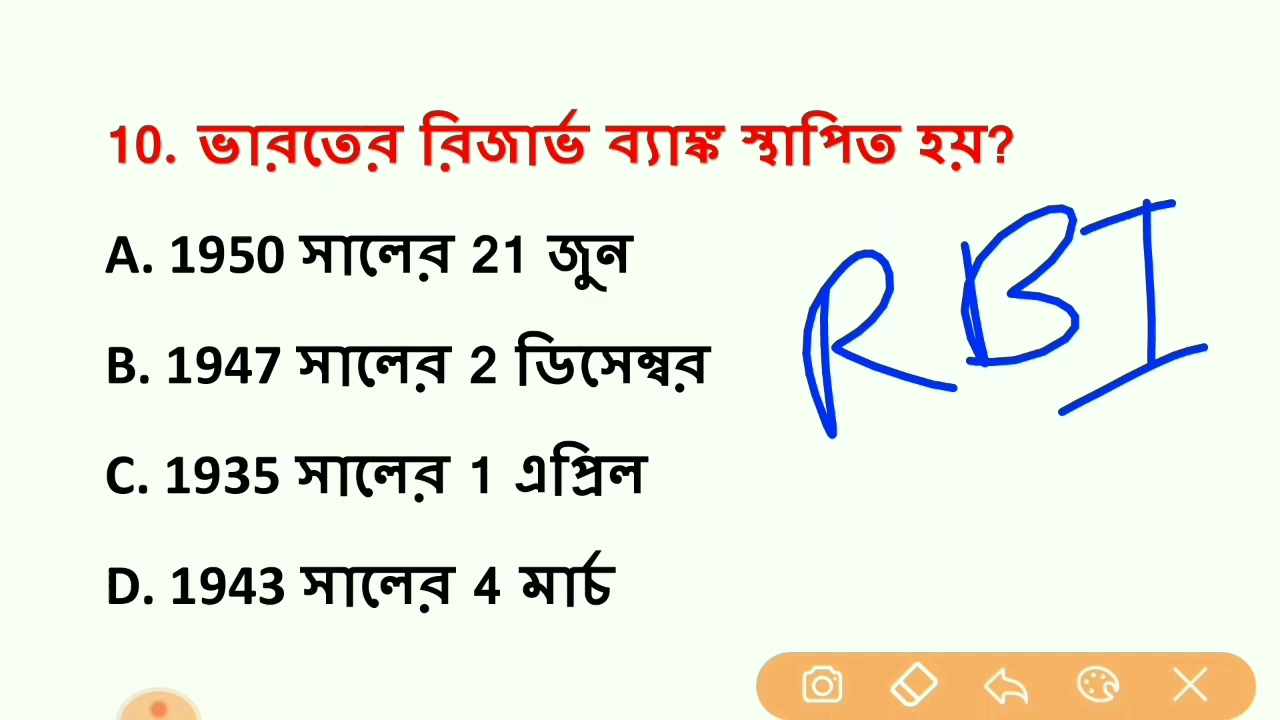 10. ভারতের রিজার্ভ ব্যাঙ্ক স্থাপিত হয়?
A. 1950 সালের 21 জুন
RBI
B. 1947 সালের 2 ডিসেম্বর
C. 1935 সালের 1 এপ্রিল
D. 1943 সালের 4 মার্চ